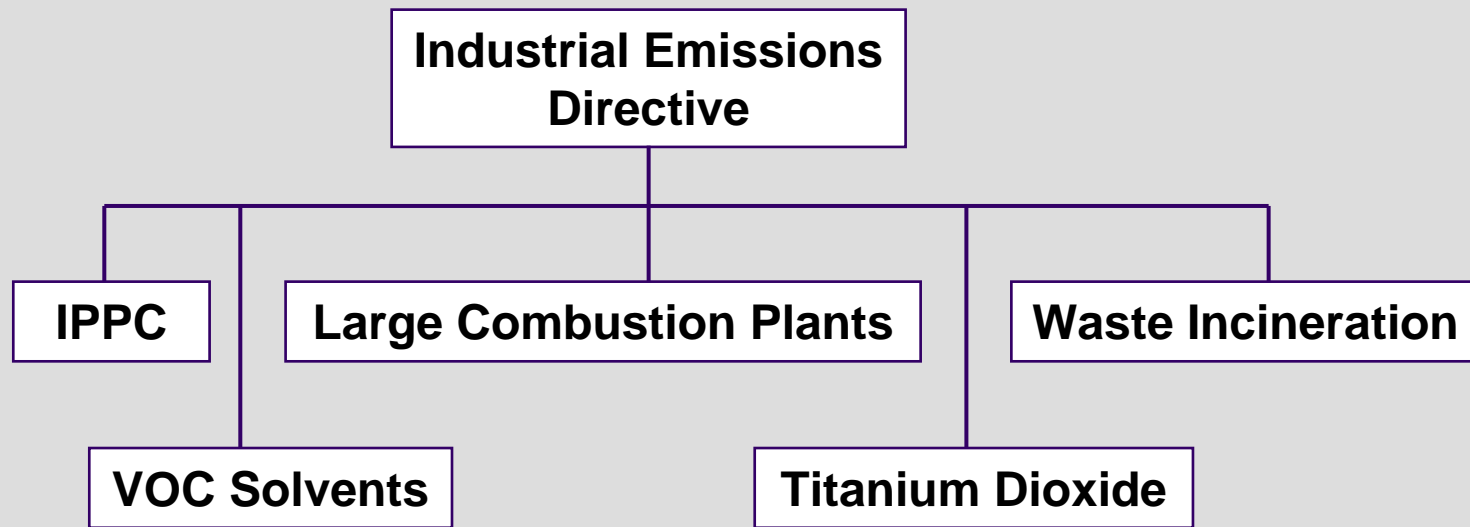 Industrial Emissions
Directive
IPPC
Large Combustion Plants
Waste Incineration
VOC Solvents
Titanium Dioxide